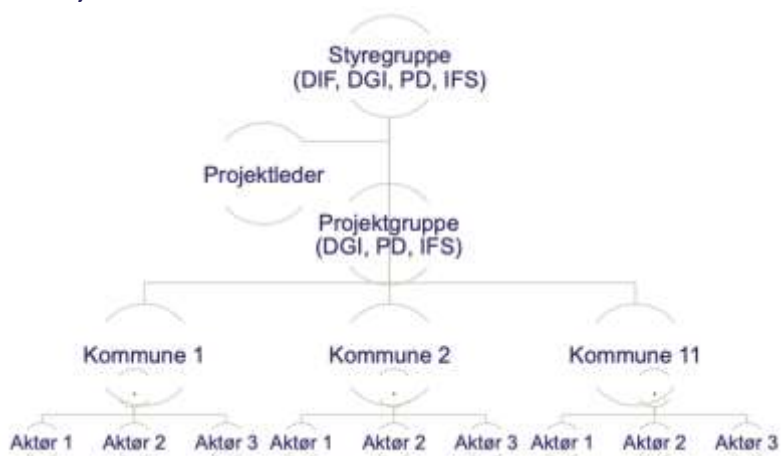 Styregruppe
(DIF, DGI, PD, IFS)
Projektleder
Projektgruppe
(DGI, PD, IFS)
Kommune 1
Kommune 2
Kommune 11
Aktør 1
Aktør 2
Aktør 3
Aktør 1
Aktør 2
Aktør 3
Aktør 1
Aktør 2
Aktør 3